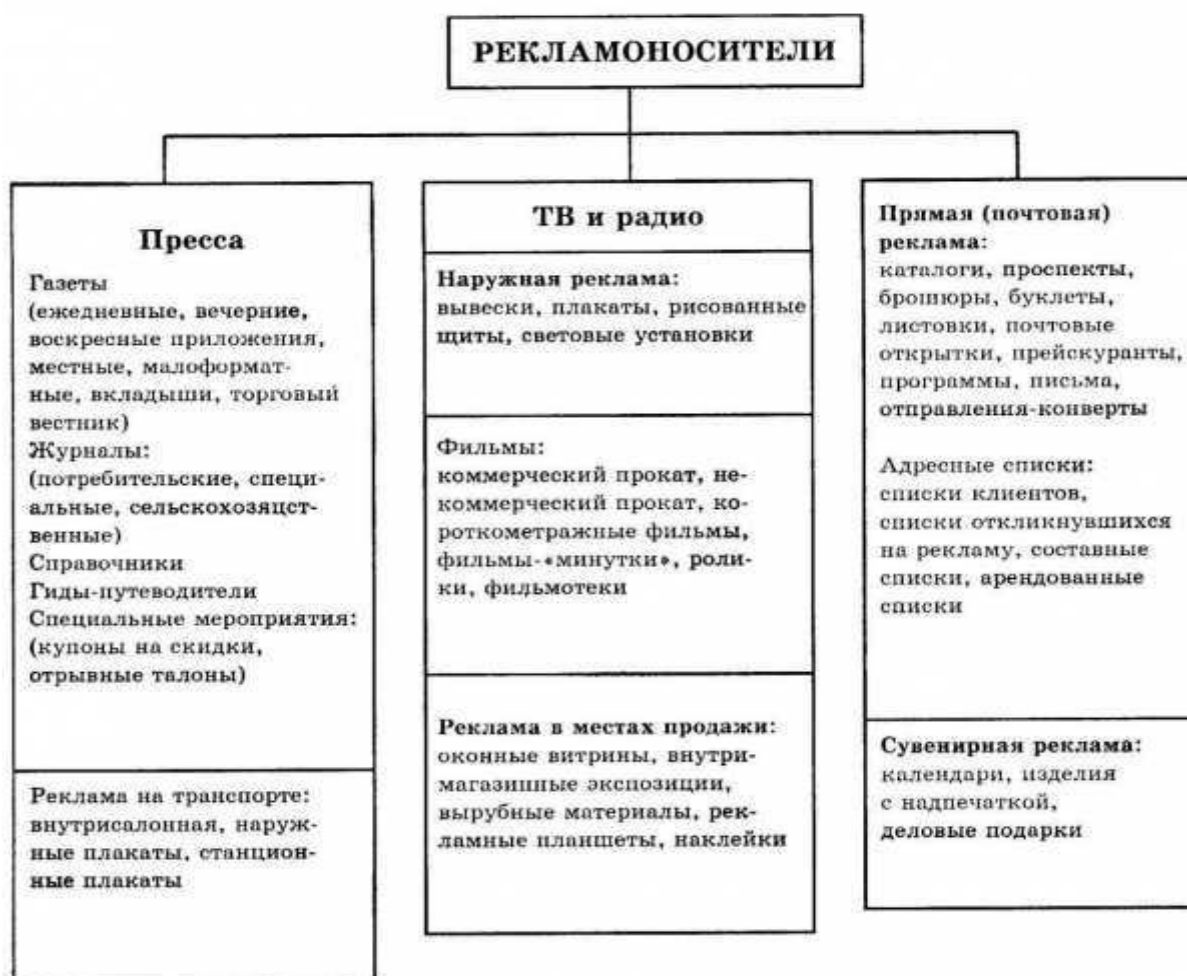 РЕКЛАМОНОСИТЕЛИ
Пресса
Газеты
(ежедневные, вечерние,
воскресные приложения,
местные, малоформат-
ные, вкладыши, торговый
вестник)
Журналы:
(потребительские, специ-
альные, сельскохозяцст-
венные)
Справочники
Гиды-путеводители
Специальные мероприятия:
(купоны на скидки,
отрывные талоны)
Реклама на транспорте:
внутрисалонная, наруж-
ные плакаты, станцион-
ные плакаты
ТВ и радио
Наружная реклама:
вывески, плакаты, рисованные
щиты, световые установки
Фильмы:
коммерческий прокат, не-
коммерческий прокат, ко-
роткометражные фильмы,
фильмы-«минутки», роли-
ки, фильмотеки
Реклама в местах продажи:
оконные витрины, внутри-
магазинные экспозиции,
вырубные материалы, рек-
ламные планшеты, наклейки
Прямая (почтовая)
реклама:
каталоги, проспекты,
брошюры, буклеты,
листовки, почтовые
открытки, прейскуранты,
программы, письма,
отправления-конверты
Адресные списки:
списки клиентов,
списки откликнувшихся
на рекламу, составные
списки, арендованные
списки
Сувенирная реклама:
календари, изделия
с надпечаткой,
деловые подарки